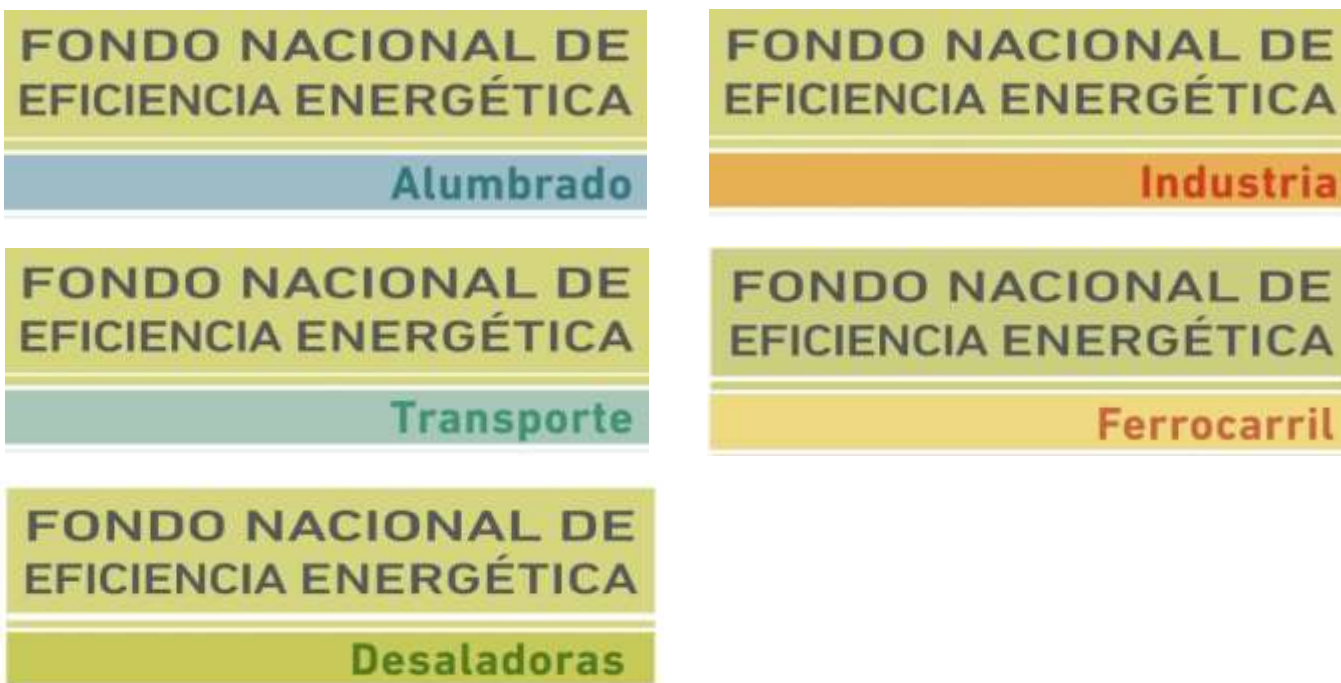 FONDO NACIONAL DE
EFICIENCIA ENERGÉTICA
Alumbrado
FONDO NACIONAL DE
EFICIENCIA ENERGÉTICA
Industria
FONDO NACIONAL DE
EFICIENCIA ENERGÉTICA
Transporte
FONDO NACIONAL DE
EFICIENCIA ENERGÉTICA
Ferrocarril
FONDO NACIONAL DE
EFICIENCIA ENERGÉTICA
Desaladoras